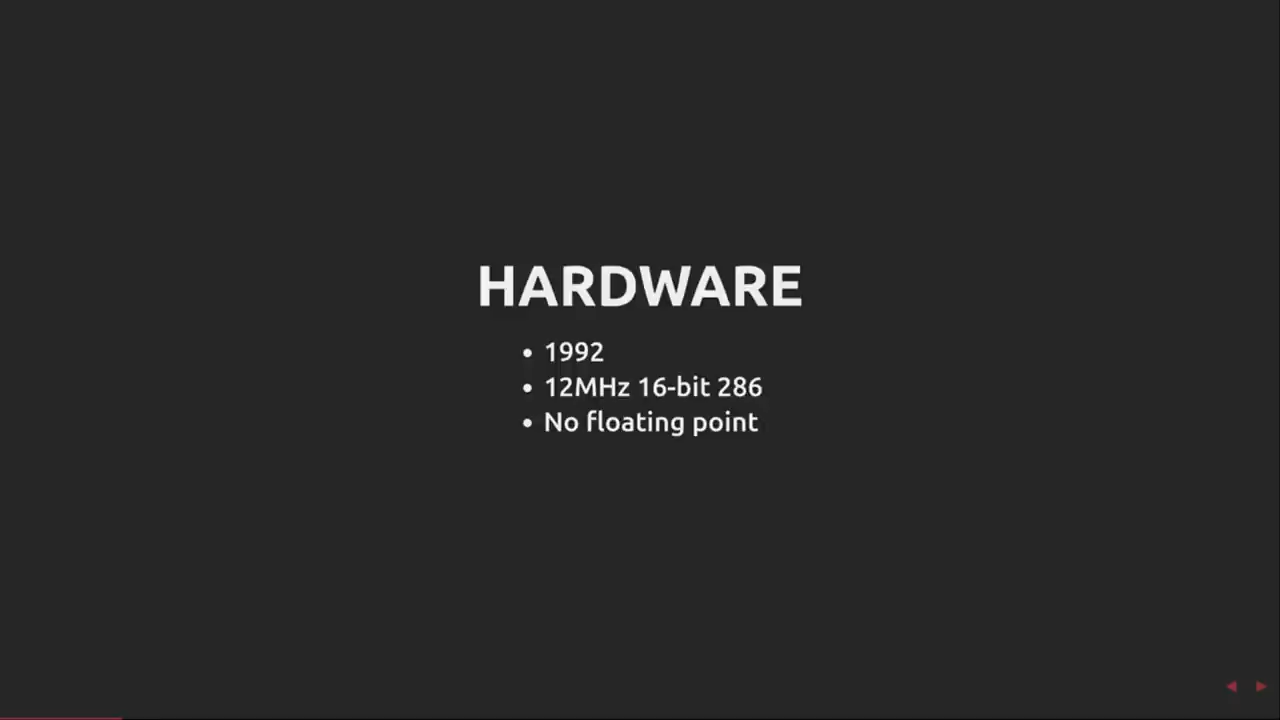 HARDWARE
• 1992
• 12MHz 16-bit 286
• No floating point